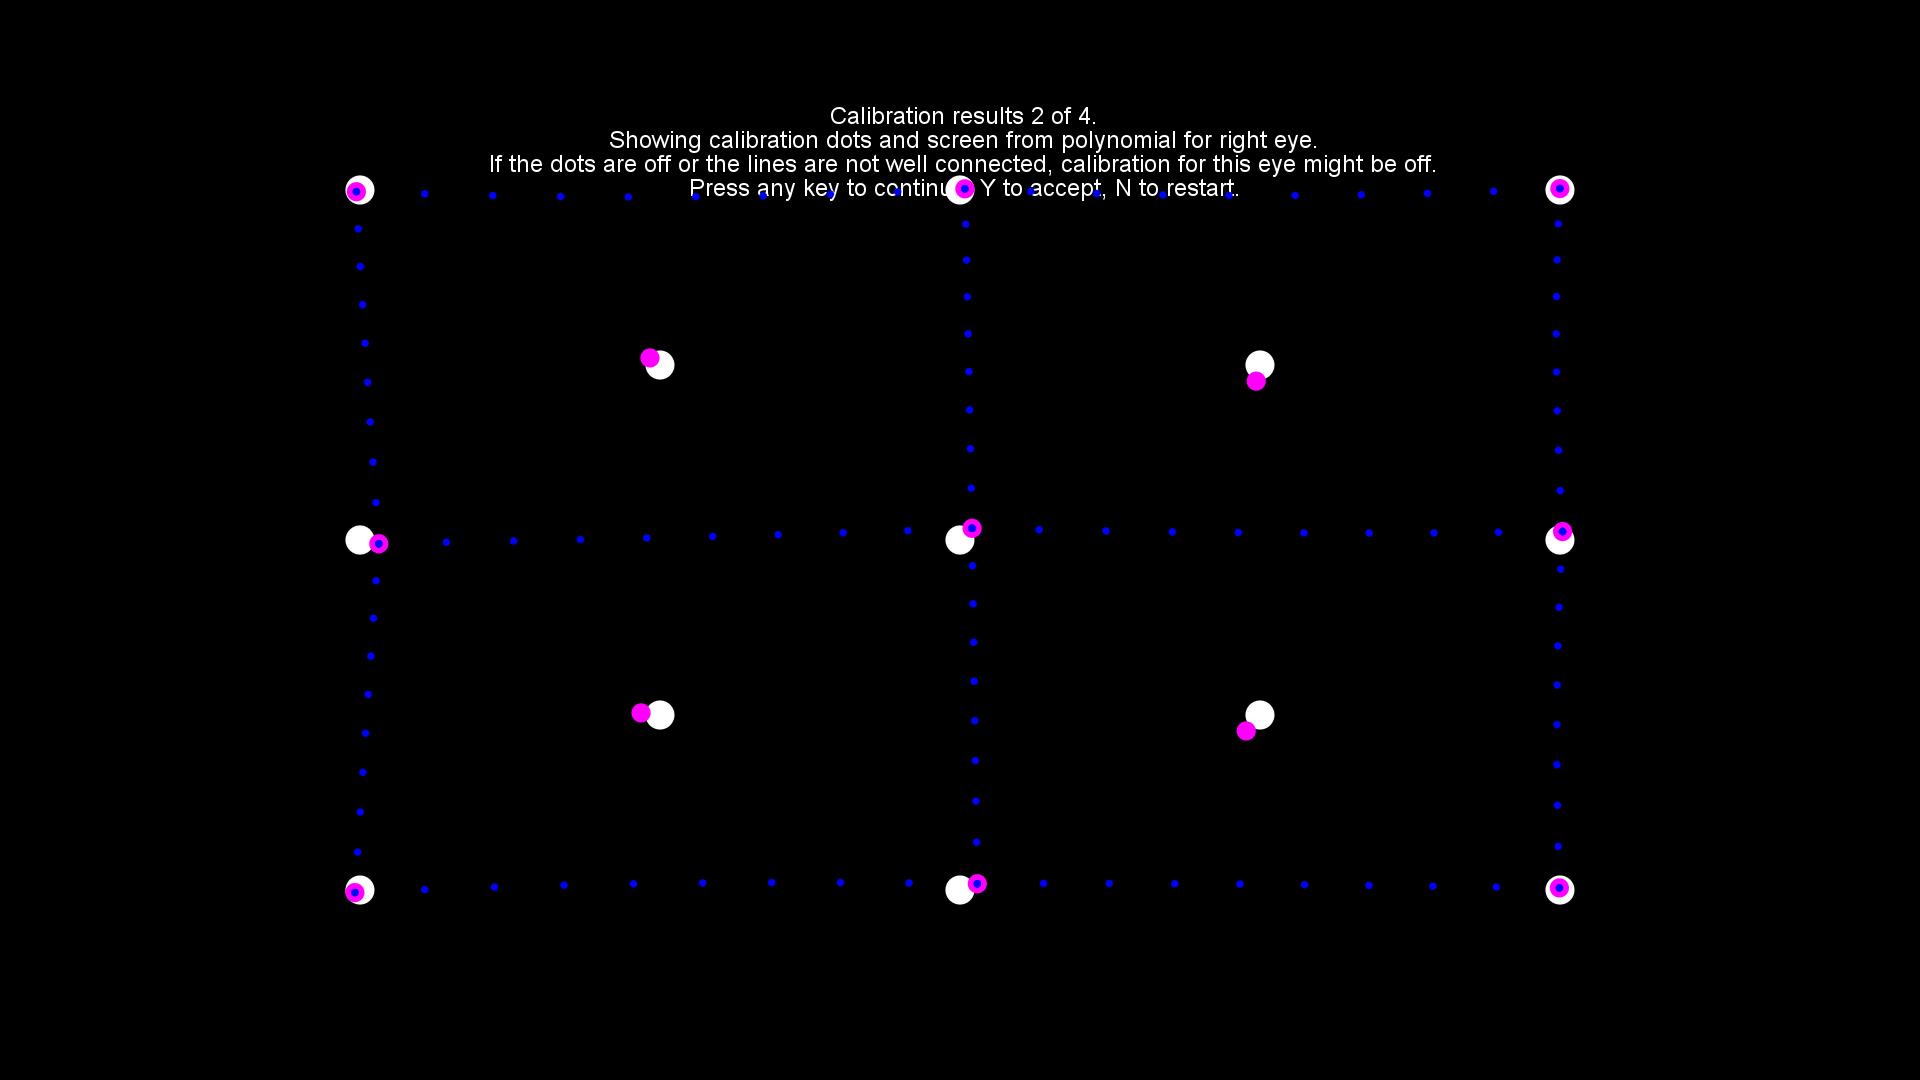 Calibration results 2 of 4.
Showing calibration dots and screen from polynomial for right eye.
If the dots are off or the lines are not well connected, calibration for this eye might be off.
Press any key to continue, Y to accept, N to restart.